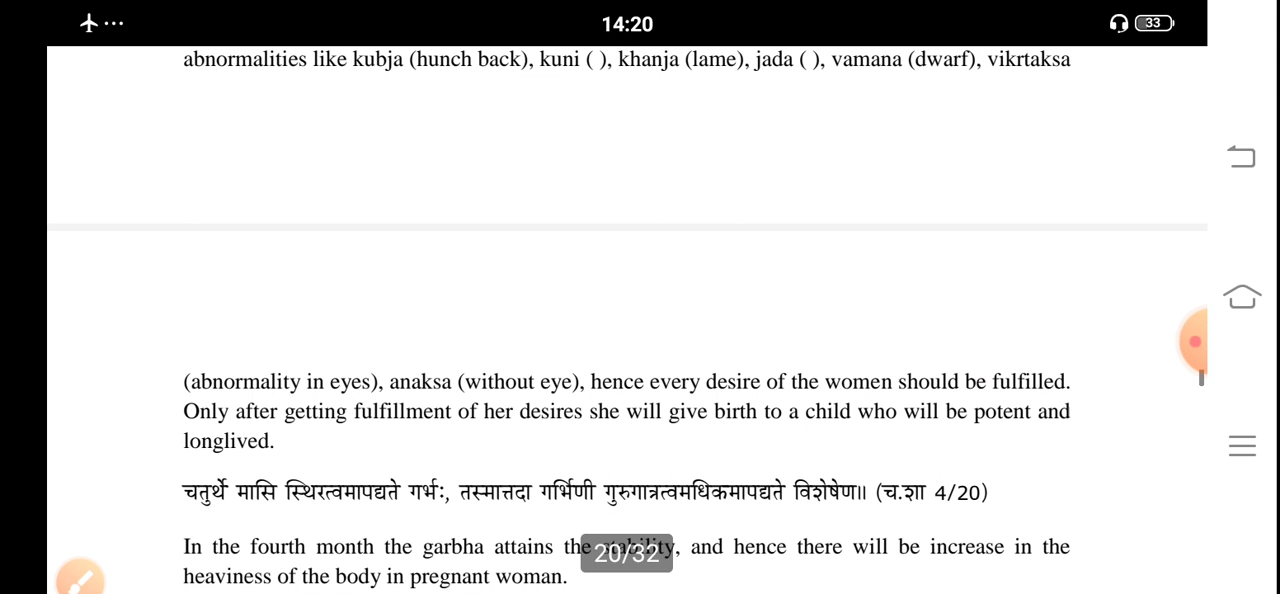 14:20
33
abnormalities like kubja (hunch back), kuni ( ), khanja (lame), jada ( ), vamana (dwarf), vikrtaksa
(abnormality in eyes), anaksa (without eye), hence every desire of the women should be fulfilled.
Only after getting fulfillment of her desires she will give birth to a child who will be potent and
longlived.
चतुर्थे मासि स्थिरत्वमापद्यते गर्भः, तस्मात्तदा गर्भिणी गुरुगात्रत्वमधिकमापद्यते विशेषेण॥ (च.शा 4/20)
In the fourth month the garbha attains the stability, and hence there will be increase in the
20/32
heaviness of the body in pregnant woman.